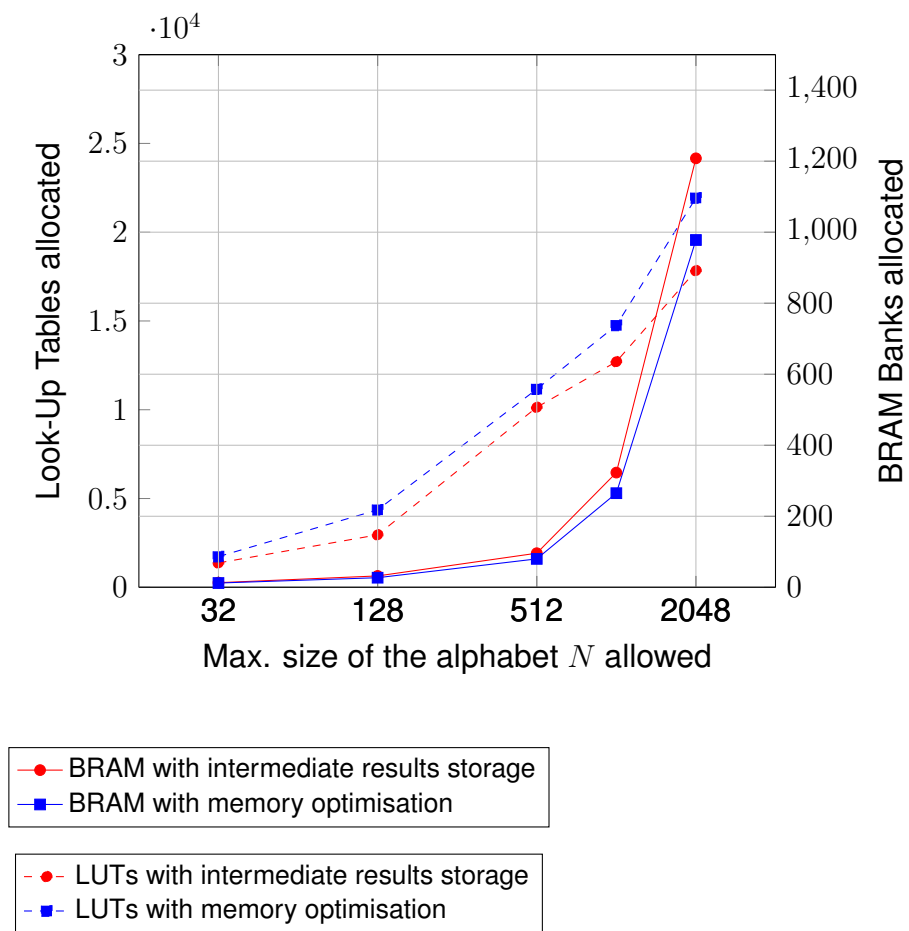 ·10⁴
3
2.5
2
1.5
1
0.5
0
Look-Up Tables allocated
1,400
1,200
1,000
800
600
400
200
0
BRAM Banks allocated
32 128 512 2048
Max. size of the alphabet N allowed
BRAM with intermediate results storage
BRAM with memory optimisation
LUTs with intermediate results storage
LUTs with memory optimisation